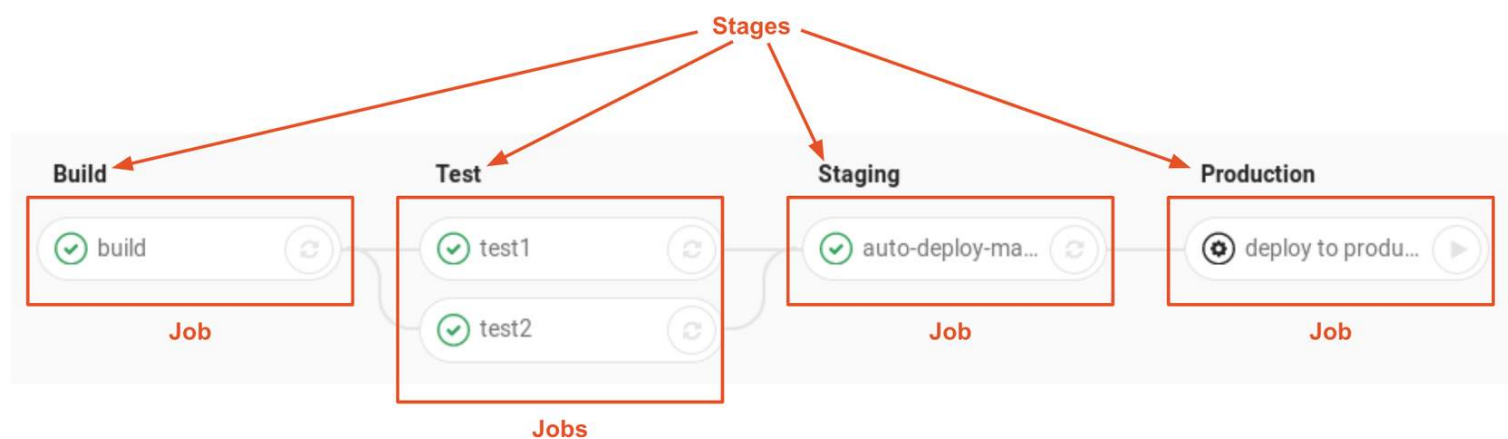 Stages
Build
Test
Staging
Production
build
test1
auto-deploy-ma...
deploy to produ...
test2
Job
Job
Job
Jobs